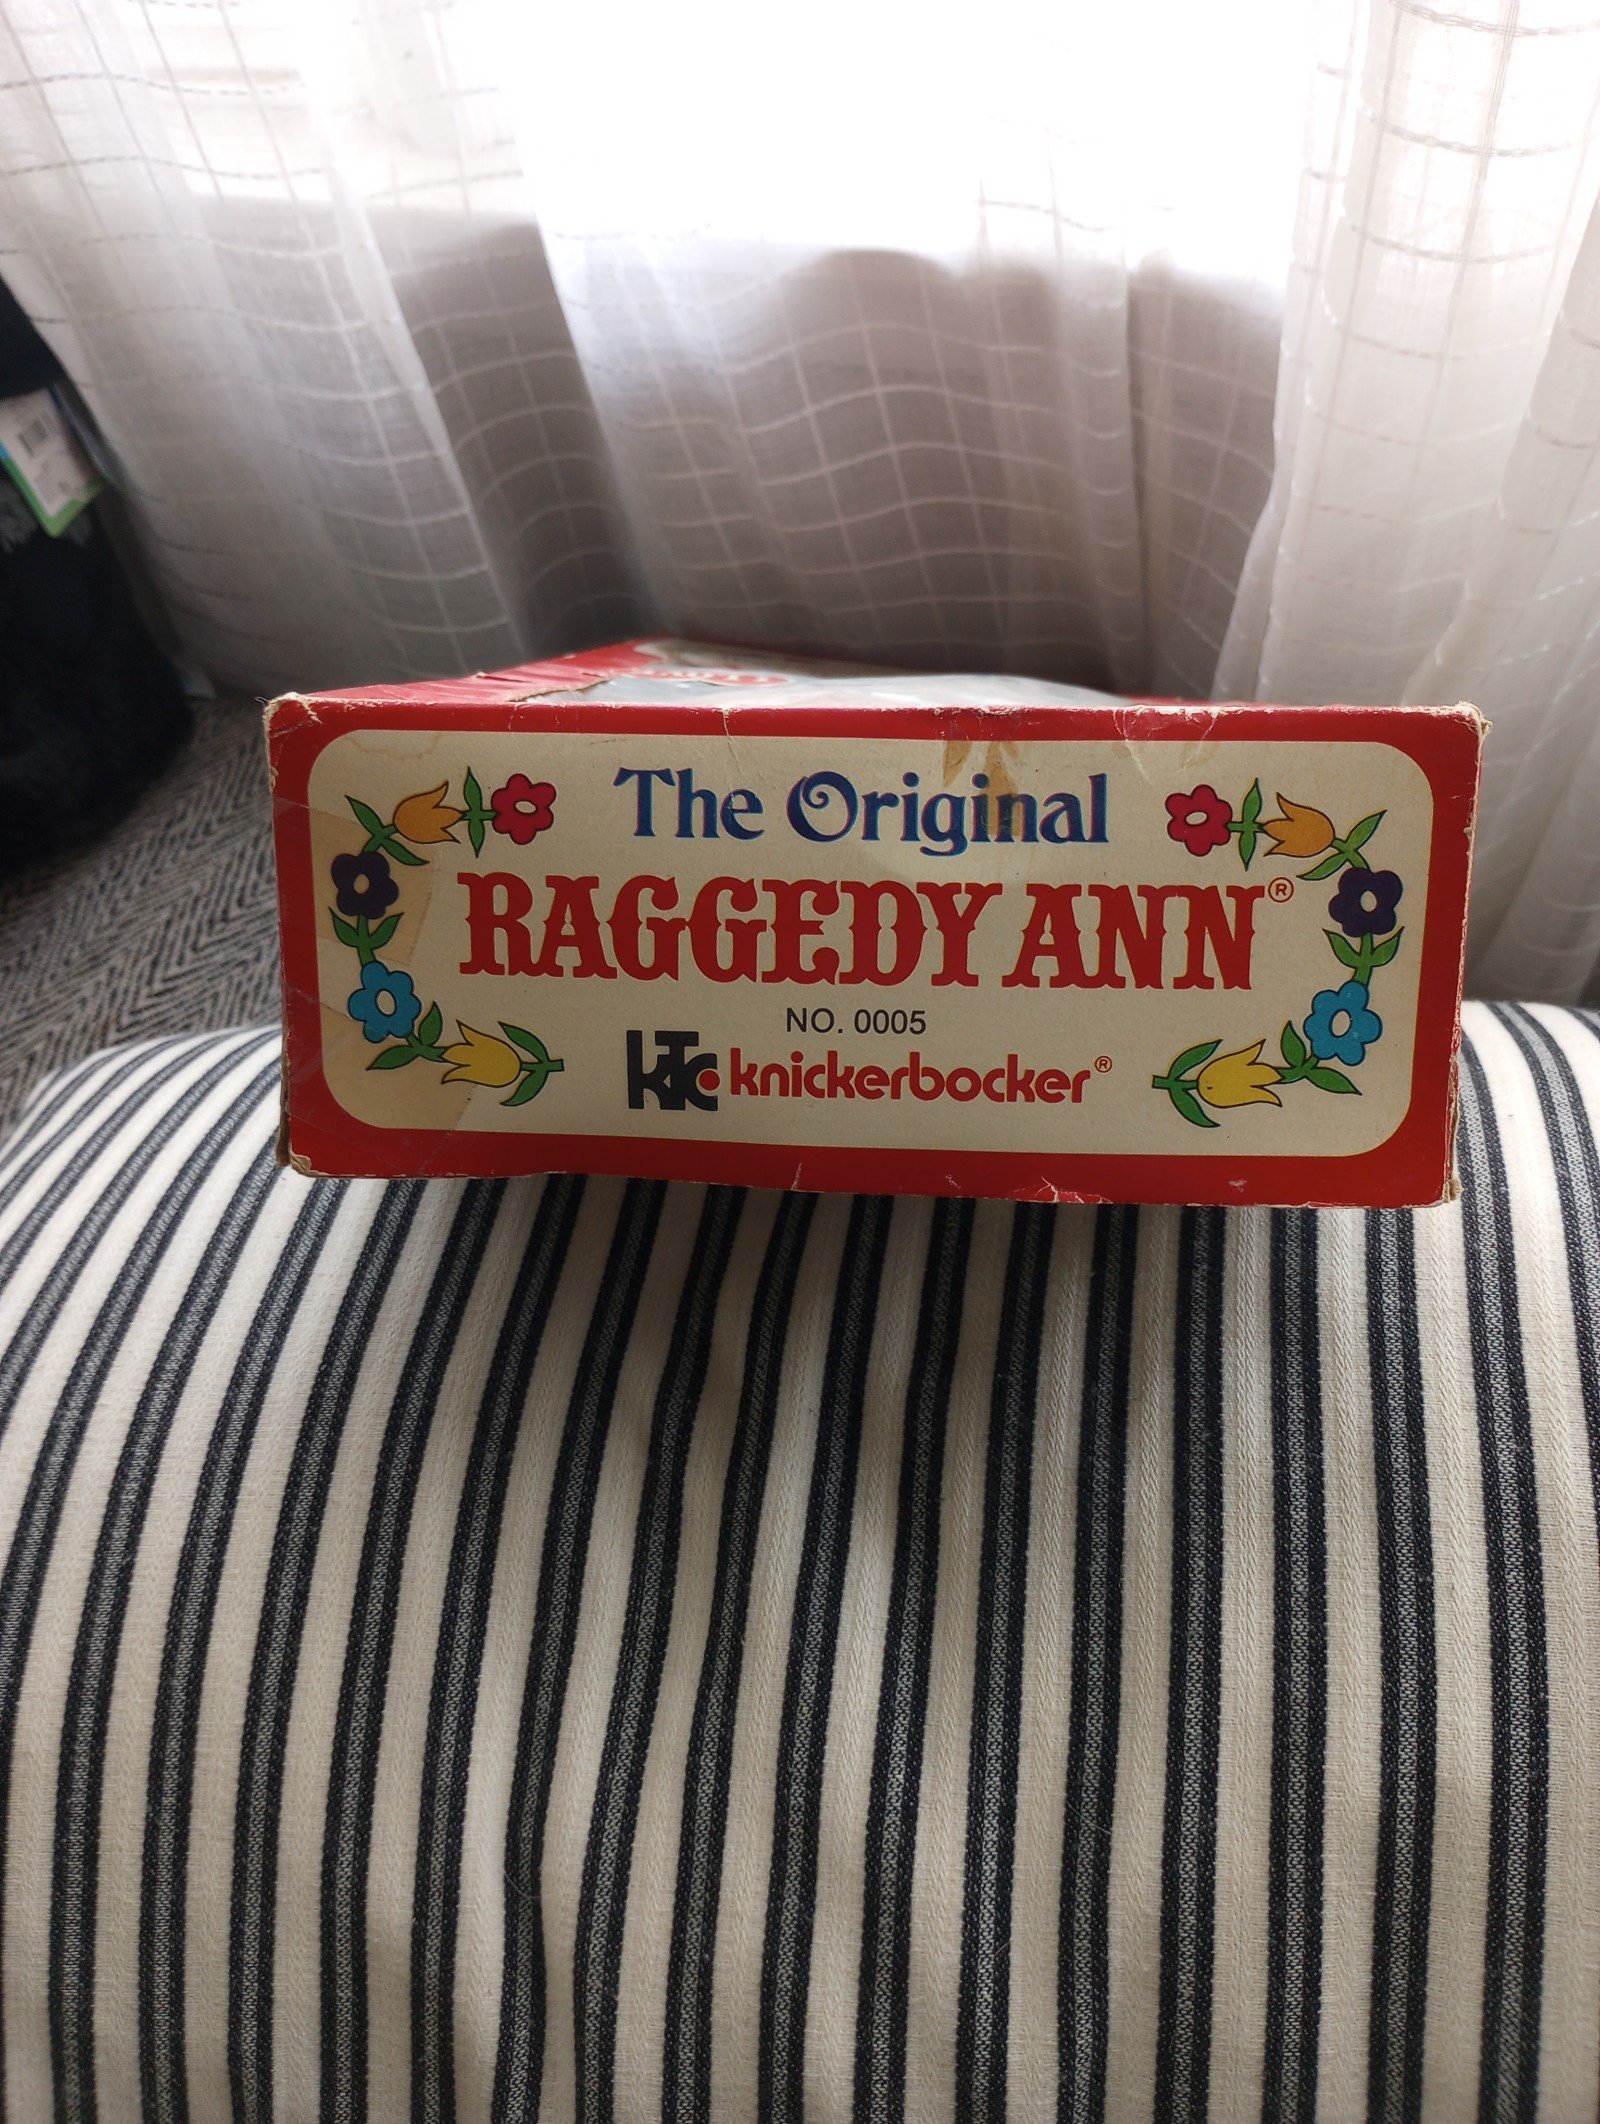 The Original
RAGGEDY ANN®
NO. 0005
KTC knickerbocker®